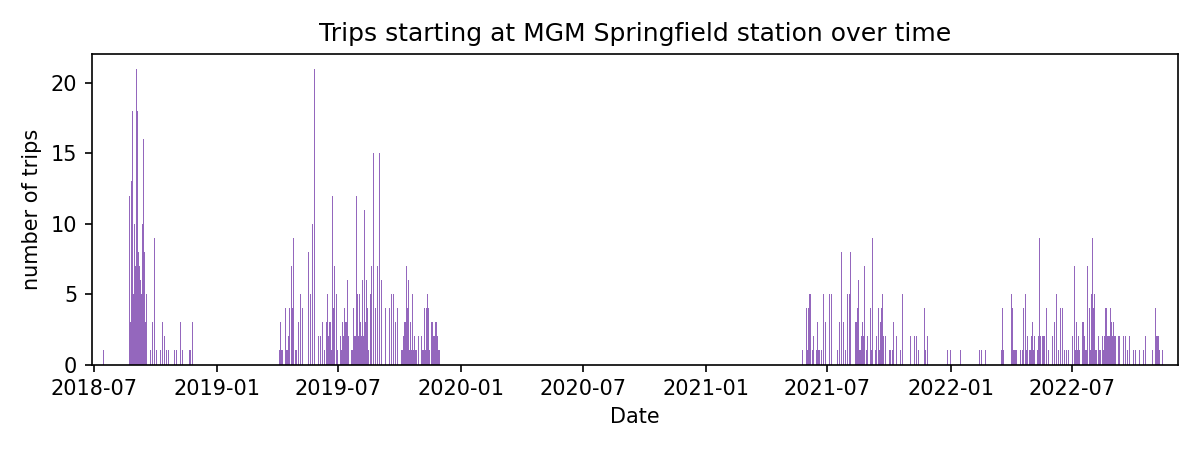 Trips starting at MGM Springfield station over time
number of trips
20
15
10
5
0
2018-07 2019-01 2019-07 2020-01 2020-07 2021-01 2021-07 2022-01 2022-07
Date